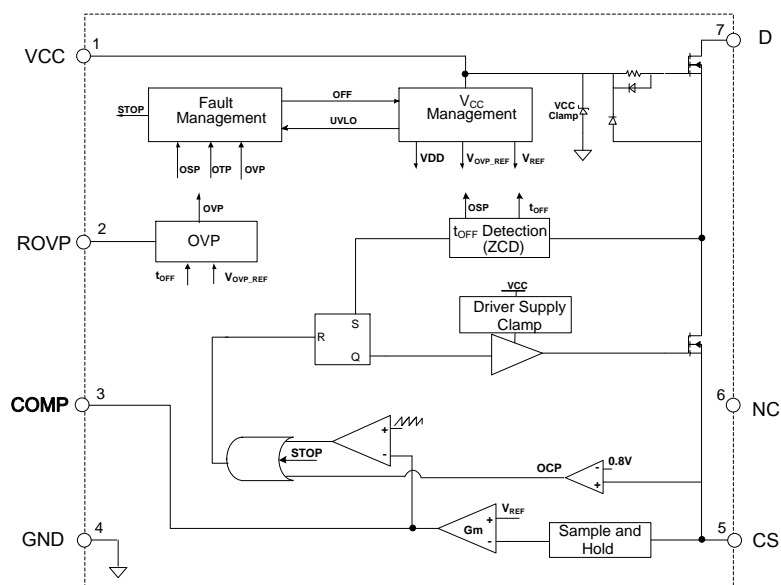 1
7
VCC
D
STOP
Fault
Management
OFF
UVLO
VCC
Management
VCC
Clamp
OSP
OTP
OVP
VDD
VOVP_REF
VREF
OVP
OSP
tOFF
2
ROVP
OVP
tOFF Detection
(ZCD)
tOFF
VOVP_REF
VCC
Driver Supply
Clamp
S
R
Q
3
COMP
6
NC
+
-
STOP
OCP
-
+
0.8V
4
GND
Gm
+
-
VREF
Sample and
Hold
5
CS